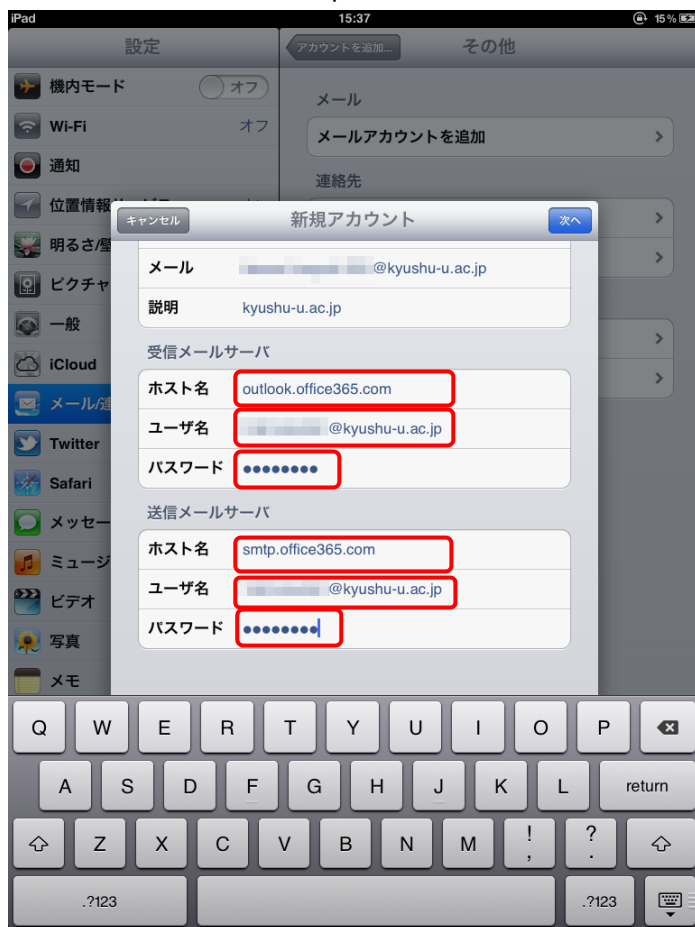 iPad 15:37 15%
設定
アカウントを追加... その他
機内モード オフ
Wi-Fi オフ
通知
位置情報
明るさ/壁
ピクチャ
一般
iCloud
メール/連
Twitter
Safari
メッセー
ミュージ
ビデオ
写真
メモ
メール
メールアカウントを追加
連絡先
キャンセル 新規アカウント 次へ
メール @kyushu-u.ac.jp
説明 kyushu-u.ac.jp
受信メールサーバ
ホスト名 outlook.office365.com
ユーザ名 @kyushu-u.ac.jp
パスワード ●●●●●●●●
送信メールサーバ
ホスト名 smtp.office365.com
ユーザ名 @kyushu-u.ac.jp
パスワード ●●●●●●●●
Q W E R T Y U I O P
A S D F G H J K L return
Z X C V B N M ! , ? .
.?123 .?123